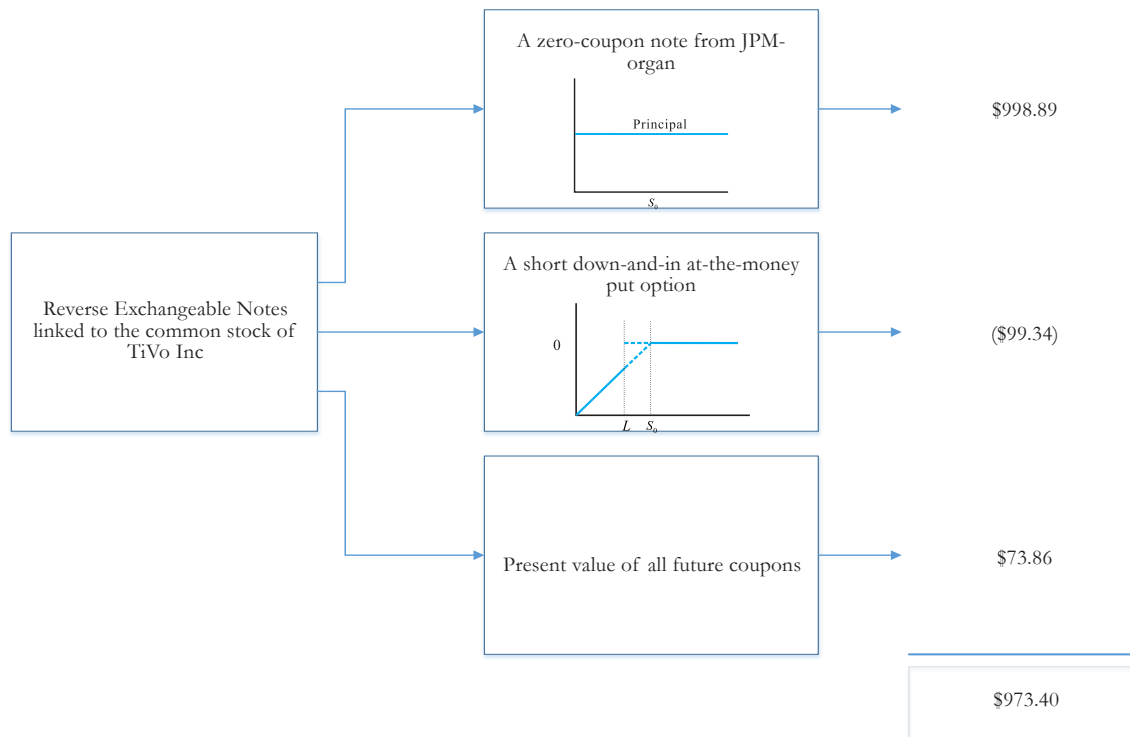 A zero-coupon note from JPM-
organ
Principal
S₀
$998.89
Reverse Exchangeable Notes
linked to the common stock of
TiVo Inc
A short down-and-in at-the-money
put option
0
L S₀
($99.34)
Present value of all future coupons
$73.86
$973.40